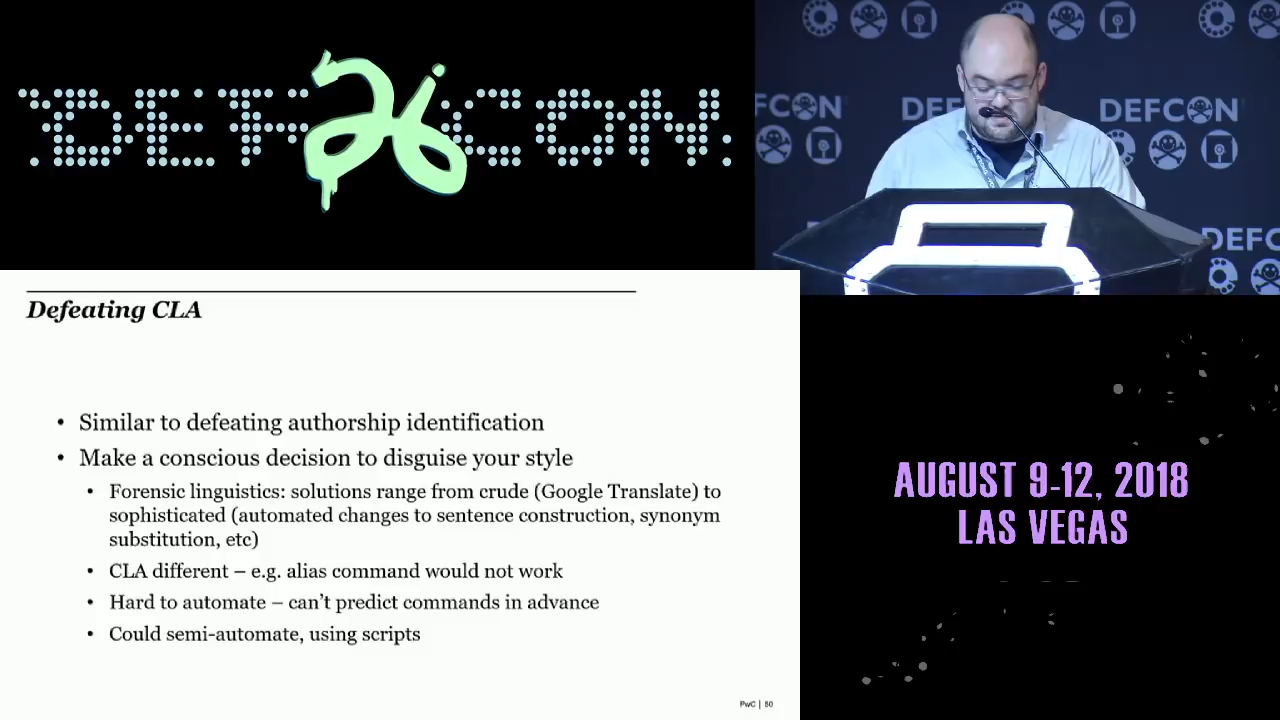 DEFCON
26
DEFCON
DEFCON
DEFCON
DEFC
Defeating CLA
• Similar to defeating authorship identification
• Make a conscious decision to disguise your style
• Forensic linguistics: solutions range from crude (Google Translate) to
sophisticated (automated changes to sentence construction, synonym
substitution, etc)
• CLA different – e.g. alias command would not work
• Hard to automate – can't predict commands in advance
• Could semi-automate, using scripts
PwC | 50
AUGUST 9-12, 2018
LAS VEGAS